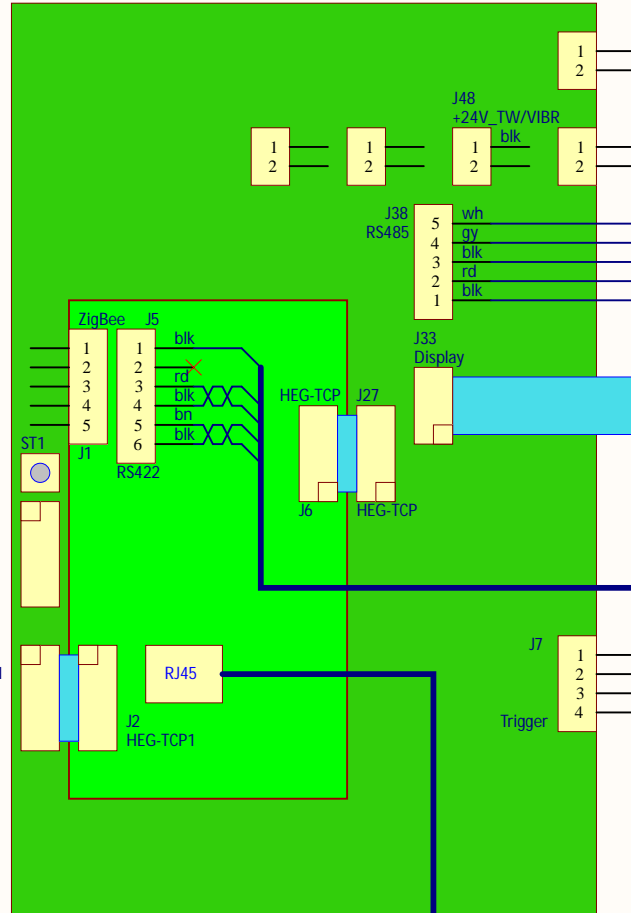 1
2
J48
+24V_TW/VIBR
blk
1
2
1
2
1
2
1
2
J38
RS485
5
4
3
2
1
wh
gy
blk
rd
blk
J33
Display
ZigBee
J5
1
2
3
4
5
1
2
3
4
5
6
blk
rd
blk
bn
blk
J1
RS422
HEG-TCP
J27
J6
HEG-TCP
ST1
RJ45
J2
HEG-TCP1
J7
1
2
3
4
Trigger